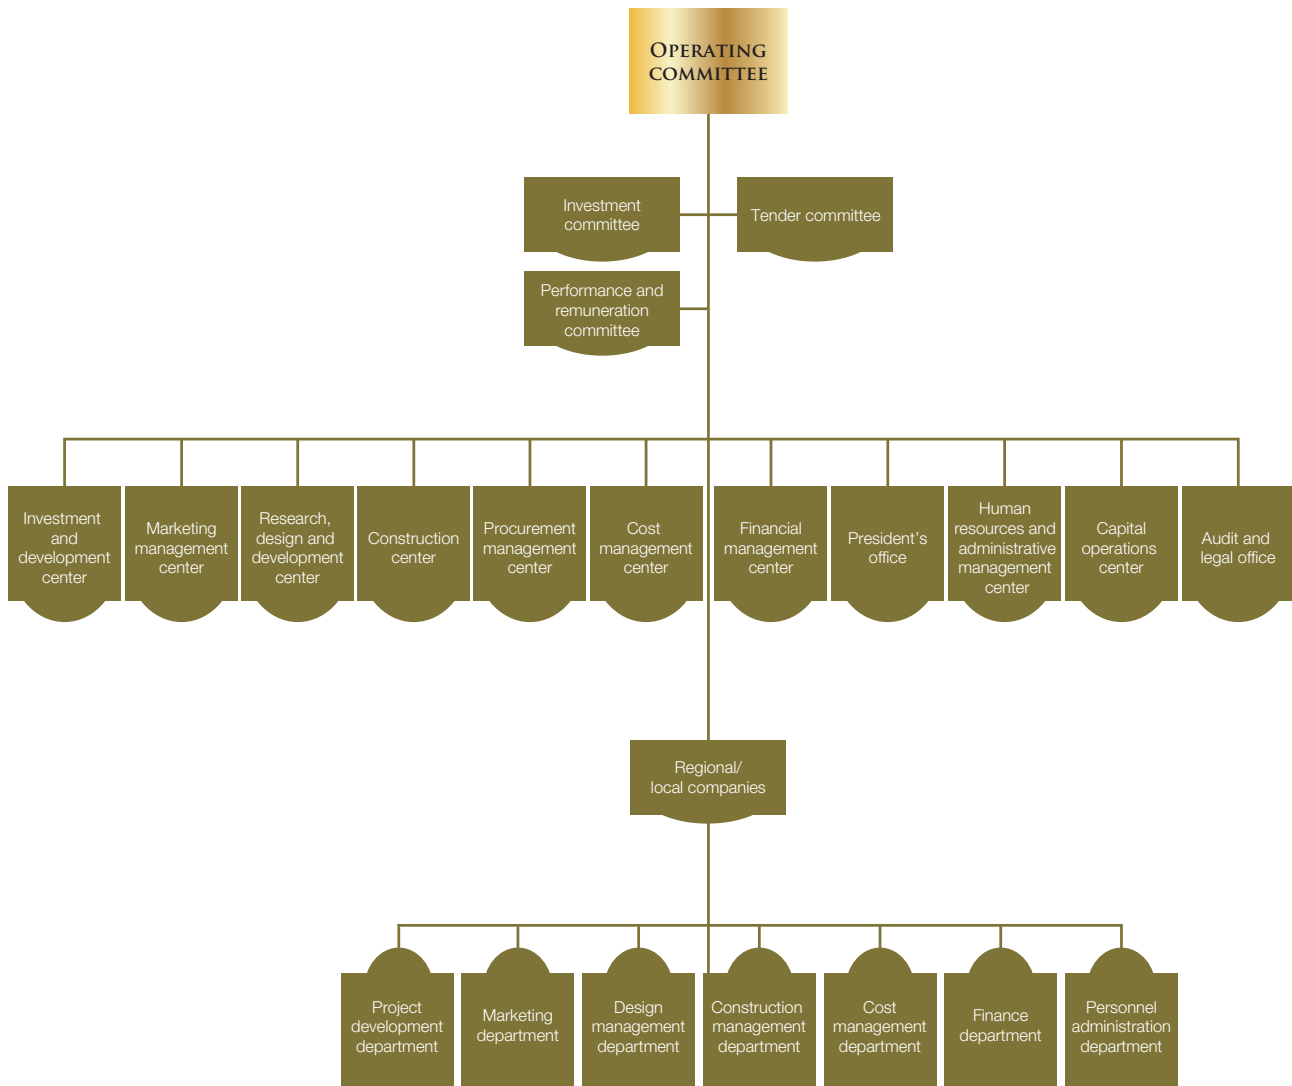 OPERATING
COMMITTEE
Investment
committee
Tender committee
Performance and
remuneration
committee
Investment
and
development
center
Marketing
management
center
Research,
design and
development
center
Construction
center
Procurement
management
center
Cost
management
center
Financial
management
center
President’s
office
Human
resources and
administrative
management
center
Capital
operations
center
Audit and
legal office
Regional/
local companies
Project
development
department
Marketing
department
Design
management
department
Construction
management
department
Cost
management
department
Finance
department
Personnel
administration
department